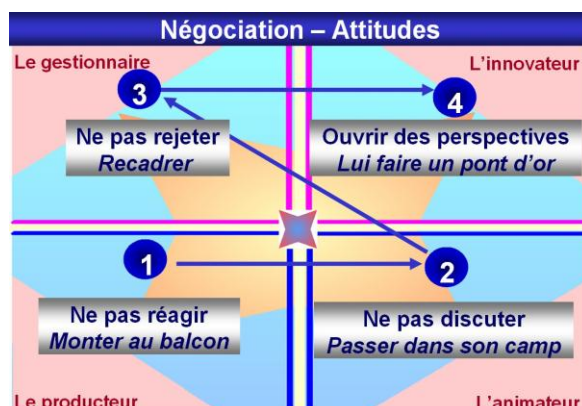 Négociation – Attitudes
Le gestionnaire
L'innovateur
3
4
Ne pas rejeter
Recadrer
Ouvrir des perspectives
Lui faire un pont d'or
1
2
Ne pas réagir
Monter au balcon
Ne pas discuter
Passer dans son camp
Le producteur
L'animateur